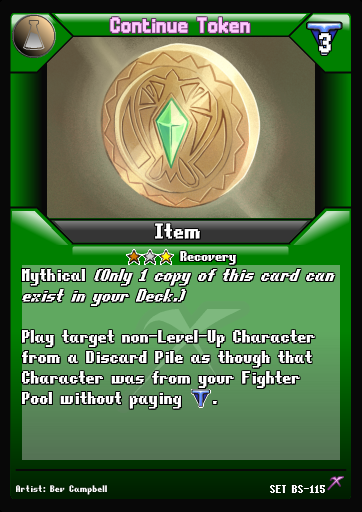 Continue Token
3
Item
Recovery
Mythical (Only 1 copy of this card can
exist in your Deck.)
Play target non-Level-Up Character
from a Discard Pile as though that
Character was from your Fighter
Pool without paying .
Artist: Bev Campbell
SET BS-115